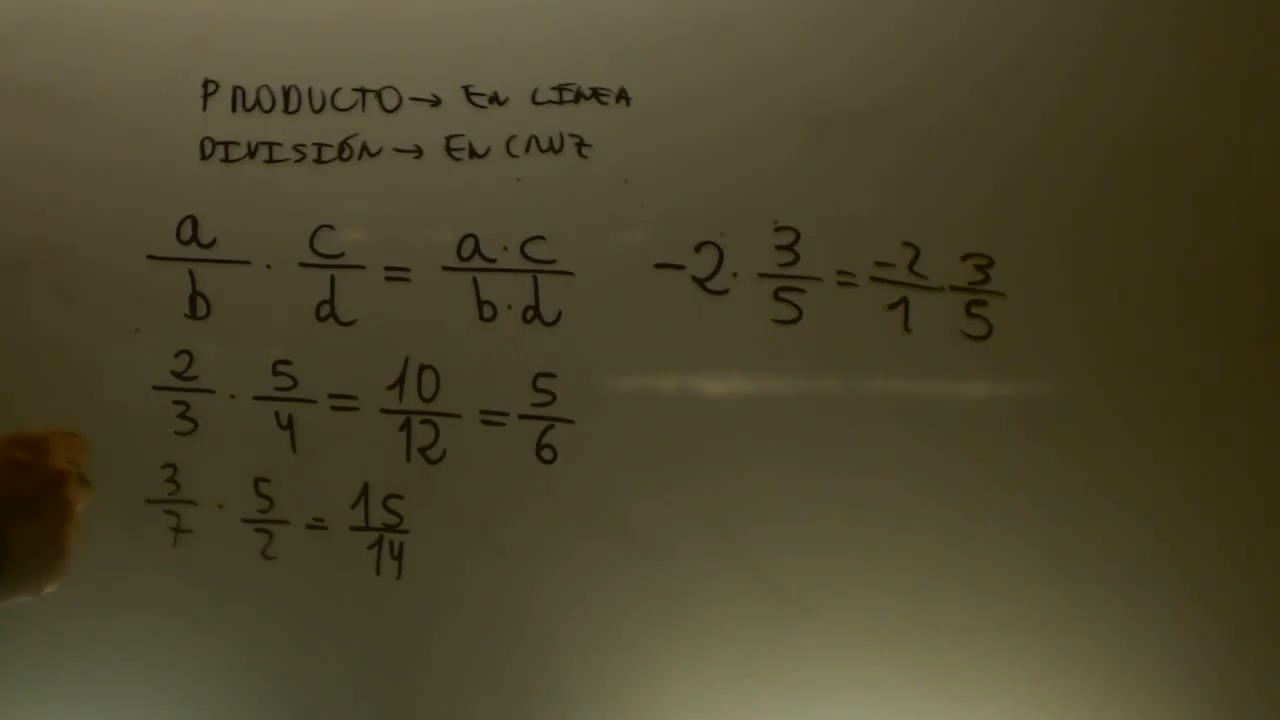 PRODUCTO → EN LÍNEA
DIVISIÓN → EN CRUZ
a/b · c/d = a·c/b·d
-2 · 3/5 = -2/1 3/5
2/3 · 5/4 = 10/12 = 5/6
3/7 · 5/2 = 15/14